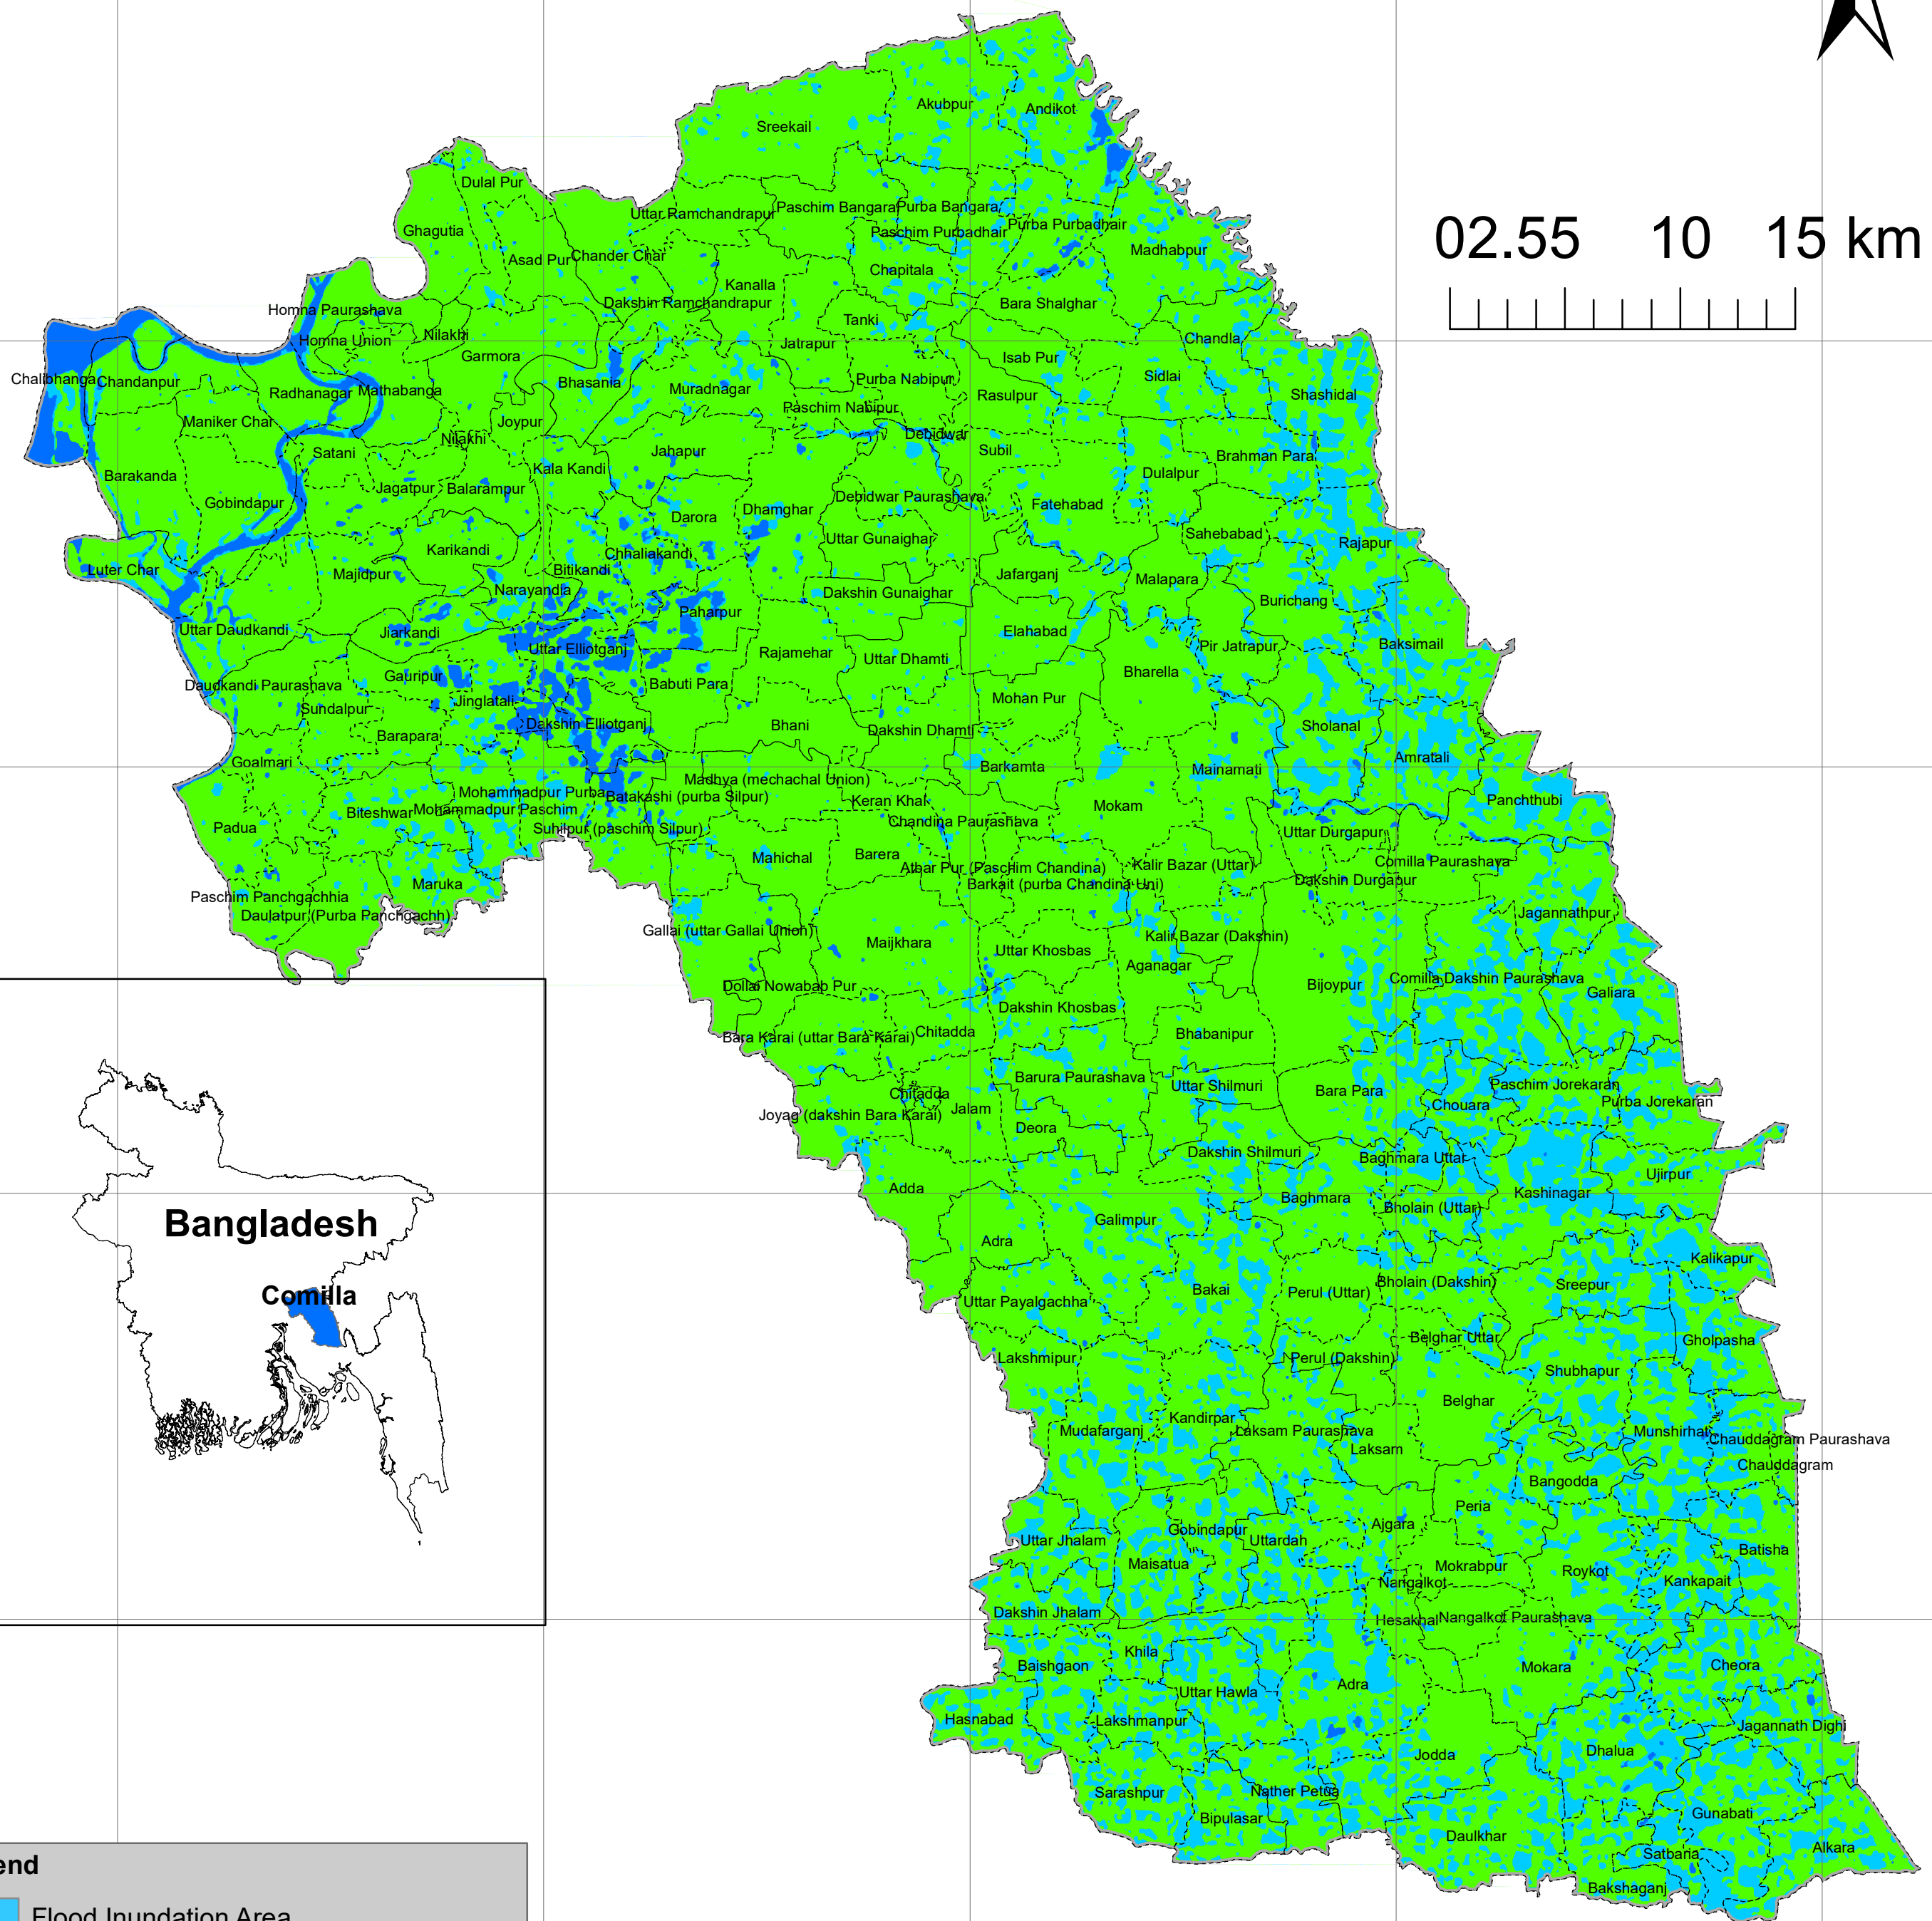 Akubpur
Andikot
Sreekail
Dulal Pur
Uttar Ramchandrapur
Paschim Bangara
Purba Bangara
Ghagutia
Paschim Purbadhair
Purba Purbadhair
Madhabpur
02.55 10 15 km
Asad Pur
Chander Char
Chapitala
Kanalla
Dakshin Ramchandrapur
Bara Shalghar
Homna Paurashava
Tanki
Nilakhi
Homna Union
Jatrapur
Chandla
Garmora
Isab Pur
Chalibhanga
Chandanpur
Bhasania
Purba Nabipur
Sidlai
Radhanagar
Mathabanga
Muradnagar
Rasulpur
Shashidal
Paschim Nabipur
Maniker Char
Joypur
Debidwar
Nilakhi
Satani
Jahapur
Subil
Brahman Para
Kala Kandi
Barakanda
Dulalpur
Jagatpur
Balarampur
Debidwar Paurashava
Gobindapur
Dhamghar
Fatehabad
Darora
Sahebabad
Uttar Gunaighar
Rajapur
Karikandi
Chhaliakandi
Luter Char
Bitikandi
Majidpur
Jafarganj
Malapara
Narayandia
Dakshin Gunaighar
Burichang
Paharpur
Uttar Daudkandi
Jiarkandi
Elahabad
Uttar Elliotganj
Rajamehar
Uttar Dhamti
Pir Jatrapur
Baksimail
Gauripur
Bharella
Daudkandi Paurashava
Babuti Para
Jinglatali
Mohan Pur
Sundalpur
Dakshin Elliotganj
Bhani
Dakshin Dhamti
Sholanal
Barapara
Amratali
Goalmari
Barkamta
Mainamati
Madhya (mechachal Union)
Mohammadpur Purba
Batakashi (purba Silpur)
Keran Khal
Panchthubi
Biteshwar
Mohammadpur Paschim
Mokam
Padua
Suhilpur (paschim Silpur)
Chandina Paurashava
Uttar Durgapur
Mahichal
Barera
Atbar Pur (Paschim Chandina)
Kalir Bazar (Uttar)
Comilla Paurashava
Maruka
Barkait (purba Chandina Uni)
Dakshin Durgapur
Paschim Panchgachhia
Daulatpur (Purba Panchgachh)
Jagannathpur
Gallai (uttar Gallai Union)
Maijkhara
Kalir Bazar (Dakshin)
Uttar Khosbas
Aganagar
Dollai Nowabab Pur
Bijoypur
Comilla Dakshin Paurashava
Galiara
Dakshin Khosbas
Bara Karai (uttar Bara Karai)
Chitadda
Bhabanipur
Barura Paurashava
Uttar Shilmuri
Bara Para
Paschim Jorekaran
Chitadda
Jalam
Chouara
Purba Jorekaran
Joyag (dakshin Bara Karai)
Deora
Dakshin Shilmuri
Baghmara Uttar
Ujirpur
Adda
Baghmara
Kashinagar
Bangladesh
Galimpur
Bholain (Uttar)
Adra
Kalikapur
Comilla
Uttar Payalgachha
Bakai
Perul (Uttar)
Bholain (Dakshin)
Sreepur
Belghar Uttar
Gholpasha
Lakshmipur
Perul (Dakshin)
Shubhapur
Belghar
Kandirpar
Mudafarganj
Laksam Paurashava
Munshirhat
Chauddagram Paurashava
Laksam
Chauddagram
Bangodda
Peria
Uttar Jhalam
Gobindapur
Uttardah
Ajgara
Batisha
Maisatua
Mokrabpur
Roykot
Kankapait
Nangalkot
Dakshin Jhalam
Hesakhal
Nangalkot Paurashava
Baishgaon
Khila
Mokara
Cheora
Uttar Hawla
Adra
Hasnabad
Lakshmanpur
Jagannath Dighi
Jodda
Dhalua
Sarashpur
Nather Petua
Bipulasar
Gunabati
Daulkhar
Satbaria
Alkara
Bakshaganj
end
Flood Inundation Area